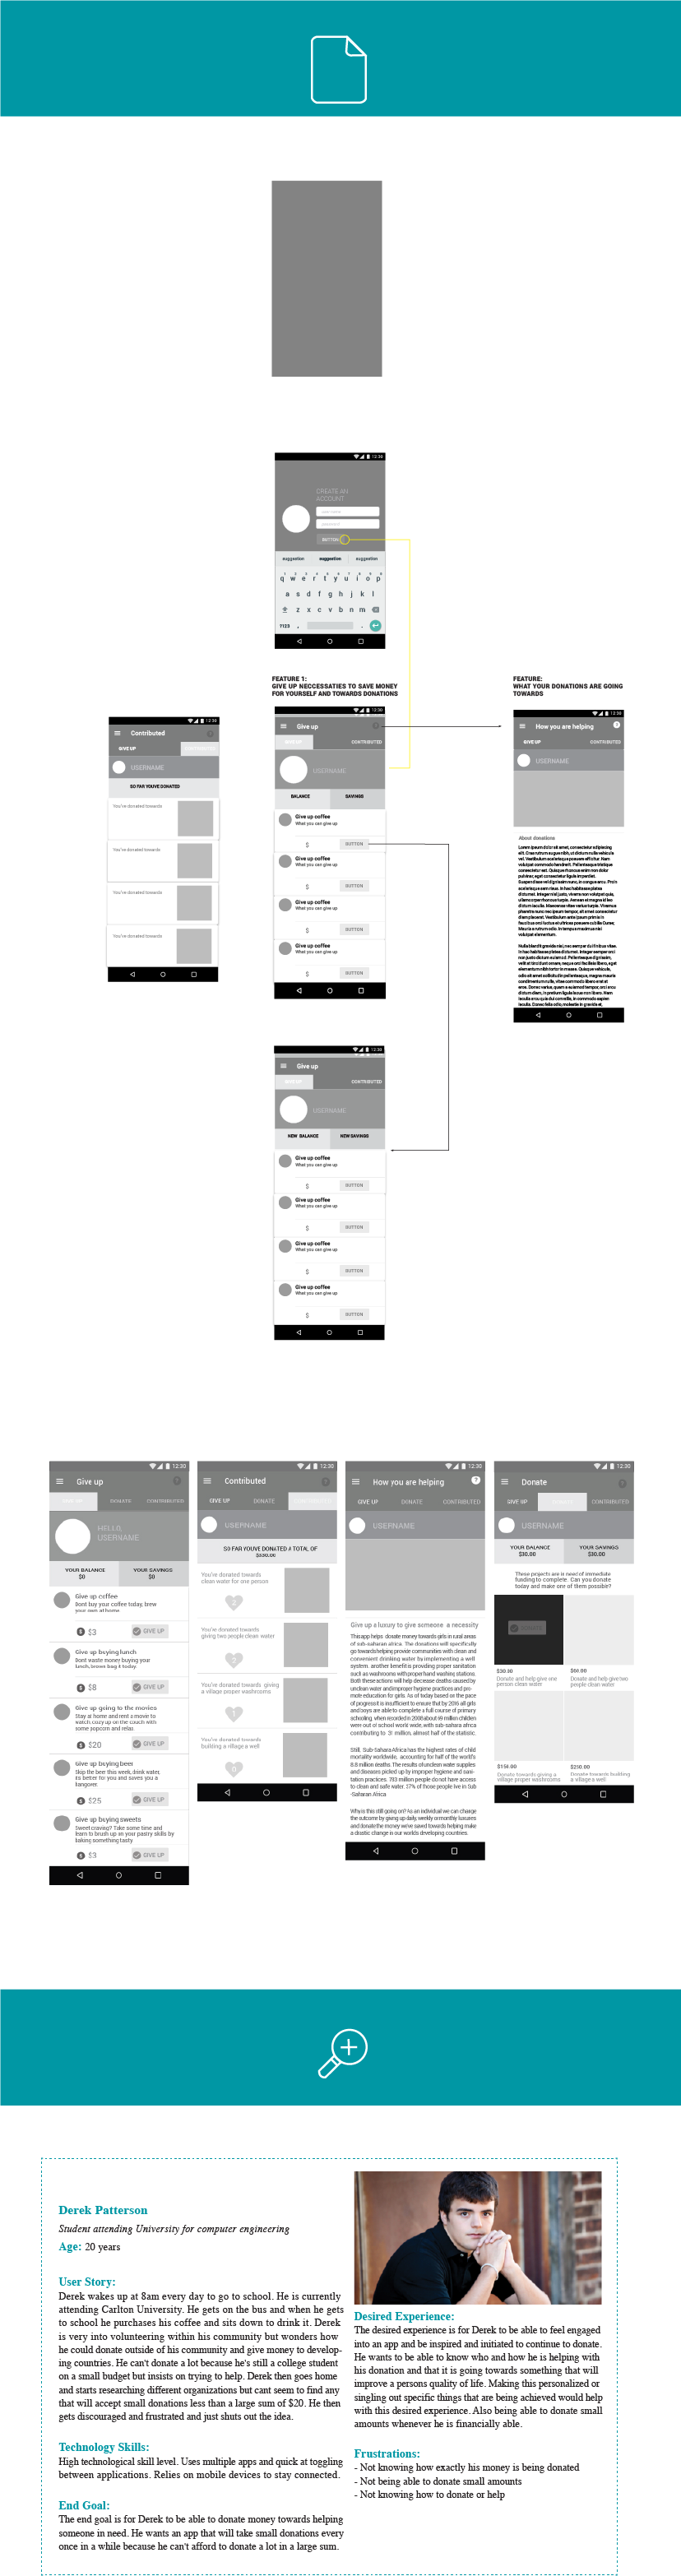 12:30
CREATE AN
ACCOUNT
BUTTON
suggestion suggestion suggestion
q w e r t y u i o p
a s d f g h j k l
z x c v b n m
?123 , .
FEATURE 1:
GIVE UP NECCESSATIES TO SAVE MONEY
FOR YOURSELF AND TOWARDS DONATIONS
FEATURE:
WHAT YOUR DONATIONS ARE GOING
TOWARDS
12:30
Contributed
GIVE UP CONTRIBUTED
USERNAME
SO FAR YOUVE DONATED
You've donated towards
You've donated towards
You've donated towards
You've donated towards
12:30
Give up
GIVE UP CONTRIBUTED
USERNAME
BALANCE SAVINGS
Give up coffee
What you can give up
$ BUTTON
Give up coffee
What you can give up
$ BUTTON
Give up coffee
What you can give up
$ BUTTON
Give up coffee
What you can give up
$ BUTTON
12:30
How you are helping ?
GIVE UP CONTRIBUTED
USERNAME
About donations
12:30
Give up
GIVE UP CONTRIBUTED
USERNAME
NEW BALANCE NEW SAVINGS
Give up coffee
What you can give up
$ BUTTON
Give up coffee
What you can give up
$ BUTTON
Give up coffee
What you can give up
$ BUTTON
Give up coffee
What you can give up
$ BUTTON
12:30
Give up ?
GIVE UP DONATE CONTRIBUTED
HELLO,
USERNAME
YOUR BALANCE YOUR SAVINGS
$0 $0
Give up coffee
Dont buy your coffee today, brew
your own at home
$3 GIVE UP
Give up buying lunch
Dont waste money buying your
lunch, brown bag it today.
$8 GIVE UP
Give up going to the movies
Stay at home and rent a movie to
watch cozy up on the couch with
some popcorn and relax
$20 GIVE UP
Give up buying beer
Skip the beer this week, drink water,
its better for you and saves you a
hangover.
$25 GIVE UP
Give up buying sweets
Sweet craving? Take some time and
learn to brush up on your pastry skills by
baking something tasty
$3 GIVE UP
12:30
Contributed ?
GIVE UP DONATE CONTRIBUTED
USERNAME
SO FAR YOUVE DONATED A TOTAL OF
$330.00
You've donated towards
clean water for one person
You've donated towards
giving two people clean water
You've donated towards giving
a village proper washrooms
1
You've donated towards
building a village a well
0
12:30
How you are helping ?
GIVE UP DONATE CONTRIBUTED
USERNAME
Give up a luxury to give someone a necessity
This app helps donate money towards girls in rural areas
of sub-saharan africa. The donations will specifically
go towards helping provide communities with clean and
convenient drinking water by implementing a well
system. another benefit is providing proper sanitation
such as washrooms with proper hand washing stations.
Both these actions will help decrease deaths caused by
unclean water and improper hygiene practices and pro-
mote education for girls. As of today based on the pace
of progress it is insufficient to ensure that by 2016 all girls
and boys are able to complete a full course of primary
schooling. when recorded in 2008 about 69 million children
were out of school world wide, with sub-sahara africa
contributing to 31 million, almost half of the statistic.
Still, Sub-Sahara Africa has the highest rates of child
mortality worldwide, accounting for half of the world's
8.8 million deaths. The results of unclean water supplies
and illnesses picked up by improper hygiene and sani-
tation practices. 783 million people do not have access
to clean and safe water. 37% of those people live in Sub
-Saharan Africa
Why is this still going on? As an individual we can change
the outcome by giving up daily, weekly or monthly luxuries
and donate the money we've saved towards helping make
a drastic change in our worlds developing countries.
12:30
Donate ?
GIVE UP DONATE CONTRIBUTED
USERNAME
YOUR BALANCE YOUR SAVINGS
$30.00 $30.00
These projects are is need of immediate
funding to complete. Can you donate
today and make one of them possible?
DONATE
$30.00 $60.00
Donate and help give one
person clean water
Donate and help give two
people clean water
$150.00 $250.00
Donate towards giving a
village proper washrooms
Donate towards building
a village a well
Derek Patterson
Student attending University for computer engineering
Age: 20 years
User Story:
Derek wakes up at 8am every day to go to school. He is currently
attending Carlton University. He gets on the bus and when he gets
to school he purchases his coffee and sits down to drink it. Derek
is very into volunteering within his community but wonders how
he could donate outside of his community and give money to develop-
ing countries. He can't donate a lot because he's still a college student
on a small budget but insists on trying to help. Derek then goes home
and starts researching different organizations but cant seem to find any
that will accept small donations less than a large sum of $20. He then
gets discouraged and frustrated and just shuts out the idea.
Technology Skills:
High technological skill level. Uses multiple apps and quick at toggling
between applications. Relies on mobile devices to stay connected.
End Goal:
The end goal is for Derek to be able to donate money towards helping
someone in need. He wants an app that will take small donations every
once in a while because he can't afford to donate a lot in a large sum.
Desired Experience:
The desired experience is for Derek to be able to feel engaged
into an app and be inspired and initiated to continue to donate.
He wants to be able to know who and how he is helping with
his donation and that it is going towards something that will
improve a persons quality of life. Making this personalized or
singling out specific things that are being achieved would help
with this desired experience. Also being able to donate small
amounts whenever he is financially able.
Frustrations:
- Not knowing how exactly his money is being donated
- Not being able to donate small amounts
- Not knowing how to donate or help